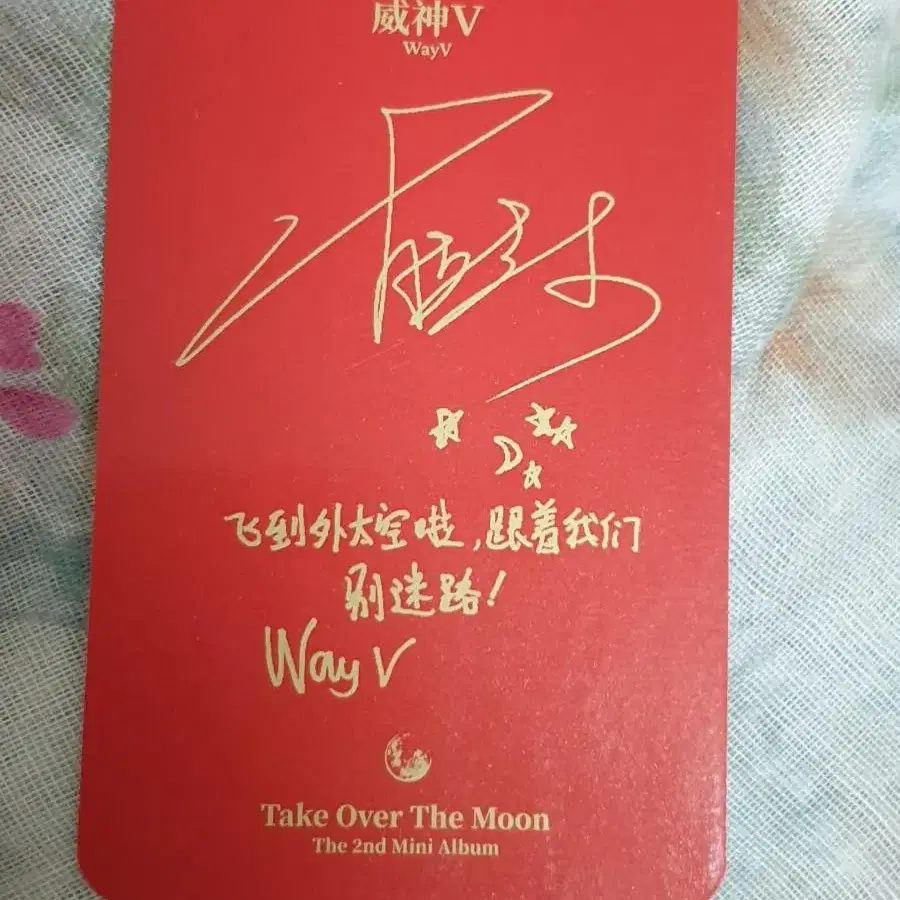 威神V
WayV
飞到外太空啦,跟着我们
别迷路!
WayV
Take Over The Moon
The 2nd Mini Album